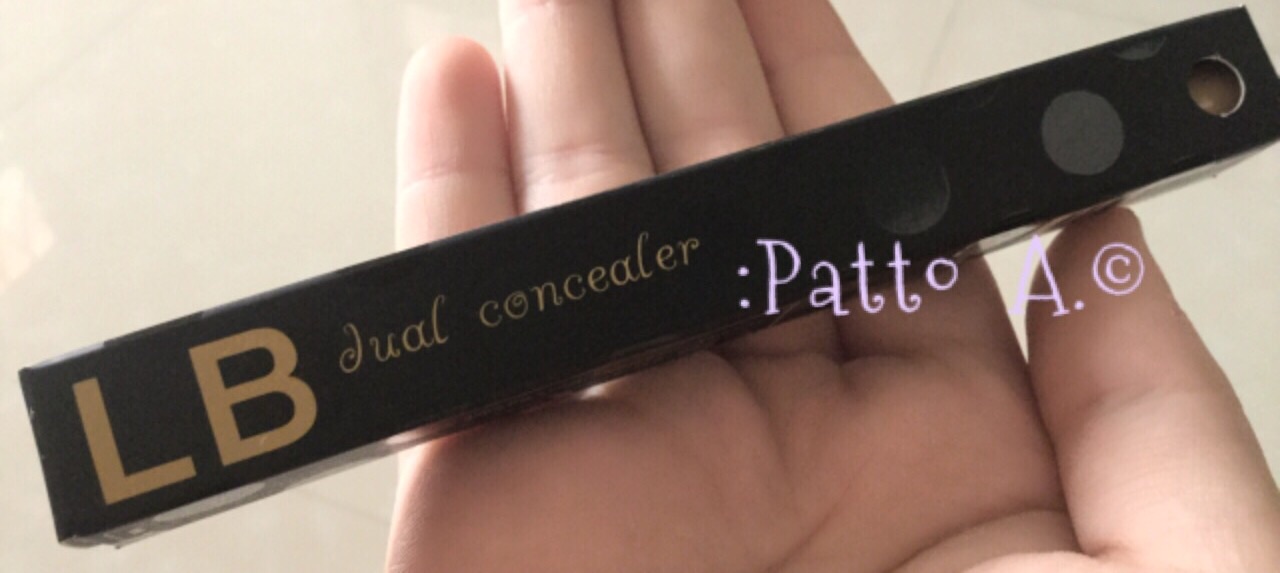 LB dual concealer
:Patto A.©